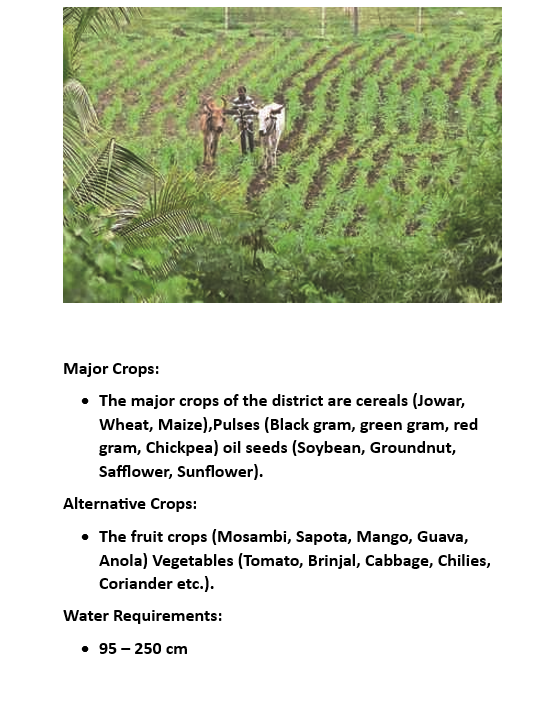 Major Crops:
• The major crops of the district are cereals (Jowar,
Wheat, Maize),Pulses (Black gram, green gram, red
gram, Chickpea) oil seeds (Soybean, Groundnut,
Safflower, Sunflower).
Alternative Crops:
• The fruit crops (Mosambi, Sapota, Mango, Guava,
Anola) Vegetables (Tomato, Brinjal, Cabbage, Chilies,
Coriander etc.).
Water Requirements:
• 95 – 250 cm